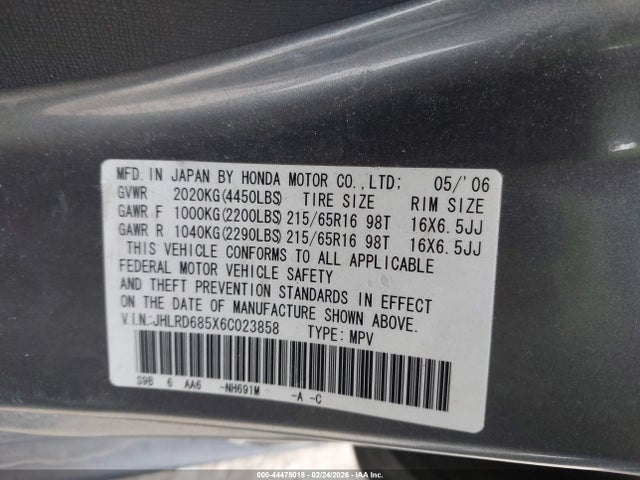 MFD. IN JAPAN BY HONDA MOTOR CO.,LTD: 05/'06
GVWR 2020KG(4450LBS) TIRE SIZE RIM SIZE
GAWR F 1000KG(2200LBS) 215/65R16 98T 16X6.5JJ
GAWR R 1040KG(2290LBS) 215/65R16 98T 16X6.5JJ
THIS VEHICLE CONFORMS TO ALL APPLICABLE
FEDERAL MOTOR VEHICLE SAFETY
AND THEFT PREVENTION STANDARDS IN EFFECT
ON THE DATE OF MANUFACTURE SHOWN ABOVE.
V.I.N.:JHLRD685X6C023858 TYPE: MPV
S9B 6 AA6 -NH691M -A -C
000-44475018 - 02/24/2026 - IAA Inc.